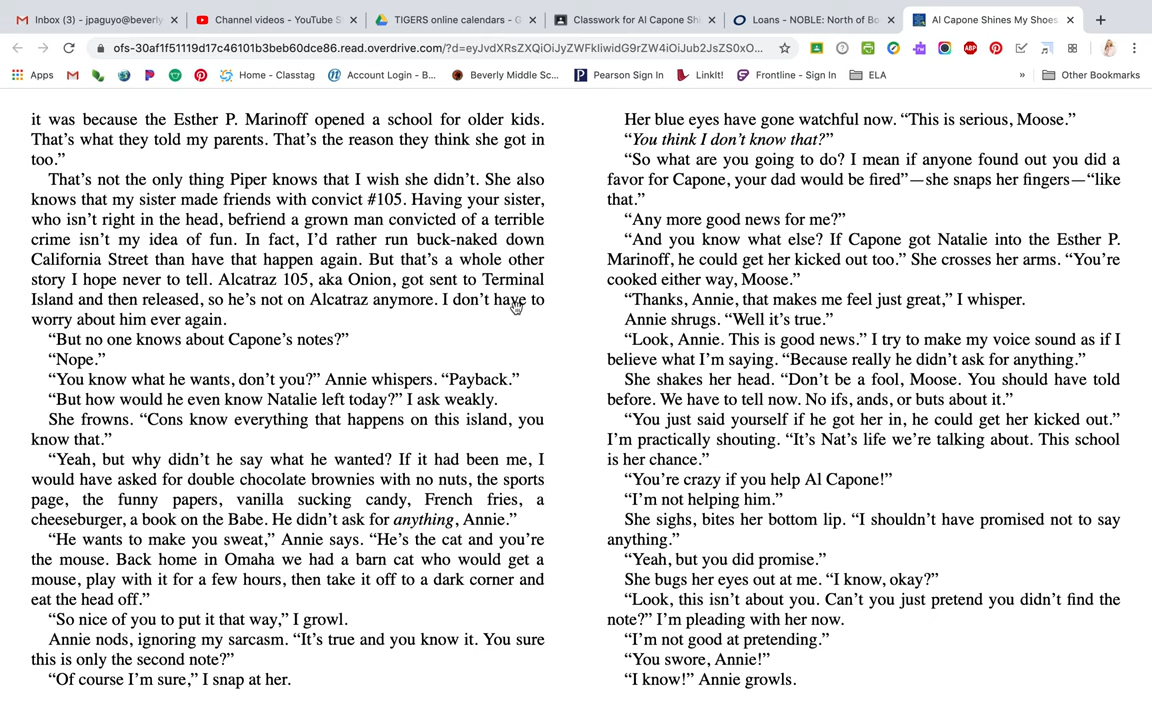 Inbox (3) - jpaguyo@beverly
Channel videos - YouTube S
TIGERS online calendars - G
Classwork for Al Capone Shi
Loans - NOBLE: North of Bo
Al Capone Shines My Shoes
ofs-30af1f51119d17c46101b3beb60dce86.read.overdrive.com/?d=eyJvdXRsZXQiOiJyZWFkIiwidG9rZW4iOiJub2JsZS0xO...
Apps
Home - Classtag
Account Login - B...
Beverly Middle Sc...
Pearson Sign In
LinkIt!
Frontline - Sign In
ELA
»
Other Bookmarks
it was because the Esther P. Marinoff opened a school for older kids.
That’s what they told my parents. That’s the reason they think she got in
too.”
That’s not the only thing Piper knows that I wish she didn’t. She also
knows that my sister made friends with convict #105. Having your sister,
who isn’t right in the head, befriend a grown man convicted of a terrible
crime isn’t my idea of fun. In fact, I’d rather run buck-naked down
California Street than have that happen again. But that’s a whole other
story I hope never to tell. Alcatraz 105, aka Onion, got sent to Terminal
Island and then released, so he’s not on Alcatraz anymore. I don’t have to
worry about him ever again.
“But no one knows about Capone’s notes?”
“Nope.”
“You know what he wants, don’t you?” Annie whispers. “Payback.”
“But how would he even know Natalie left today?” I ask weakly.
She frowns. “Cons know everything that happens on this island, you
know that.”
“Yeah, but why didn’t he say what he wanted? If it had been me, I
would have asked for double chocolate brownies with no nuts, the sports
page, the funny papers, vanilla sucking candy, French fries, a
cheeseburger, a book on the Babe. He didn’t ask for anything, Annie.”
“He wants to make you sweat,” Annie says. “He’s the cat and you’re
the mouse. Back home in Omaha we had a barn cat who would get a
mouse, play with it for a few hours, then take it off to a dark corner and
eat the head off.”
“So nice of you to put it that way,” I growl.
Annie nods, ignoring my sarcasm. “It’s true and you know it. You sure
this is only the second note?”
“Of course I’m sure,” I snap at her.
Her blue eyes have gone watchful now. “This is serious, Moose.”
“You think I don’t know that?”
“So what are you going to do? I mean if anyone found out you did a
favor for Capone, your dad would be fired”—she snaps her fingers—“like
that.”
“Any more good news for me?”
“And you know what else? If Capone got Natalie into the Esther P.
Marinoff, he could get her kicked out too.” She crosses her arms. “You’re
cooked either way, Moose.”
“Thanks, Annie, that makes me feel just great,” I whisper.
Annie shrugs. “Well it’s true.”
“Look, Annie. This is good news.” I try to make my voice sound as if I
believe what I’m saying. “Because really he didn’t ask for anything.”
She shakes her head. “Don’t be a fool, Moose. You should have told
before. We have to tell now. No ifs, ands, or buts about it.”
“You just said yourself if he got her in, he could get her kicked out.”
I’m practically shouting. “It’s Nat’s life we’re talking about. This school
is her chance.”
“You’re crazy if you help Al Capone!”
“I’m not helping him.”
She sighs, bites her bottom lip. “I shouldn’t have promised not to say
anything.”
“Yeah, but you did promise.”
She bugs her eyes out at me. “I know, okay?”
“Look, this isn’t about you. Can’t you just pretend you didn’t find the
note?” I’m pleading with her now.
“I’m not good at pretending.”
“You swore, Annie!”
“I know!” Annie growls.